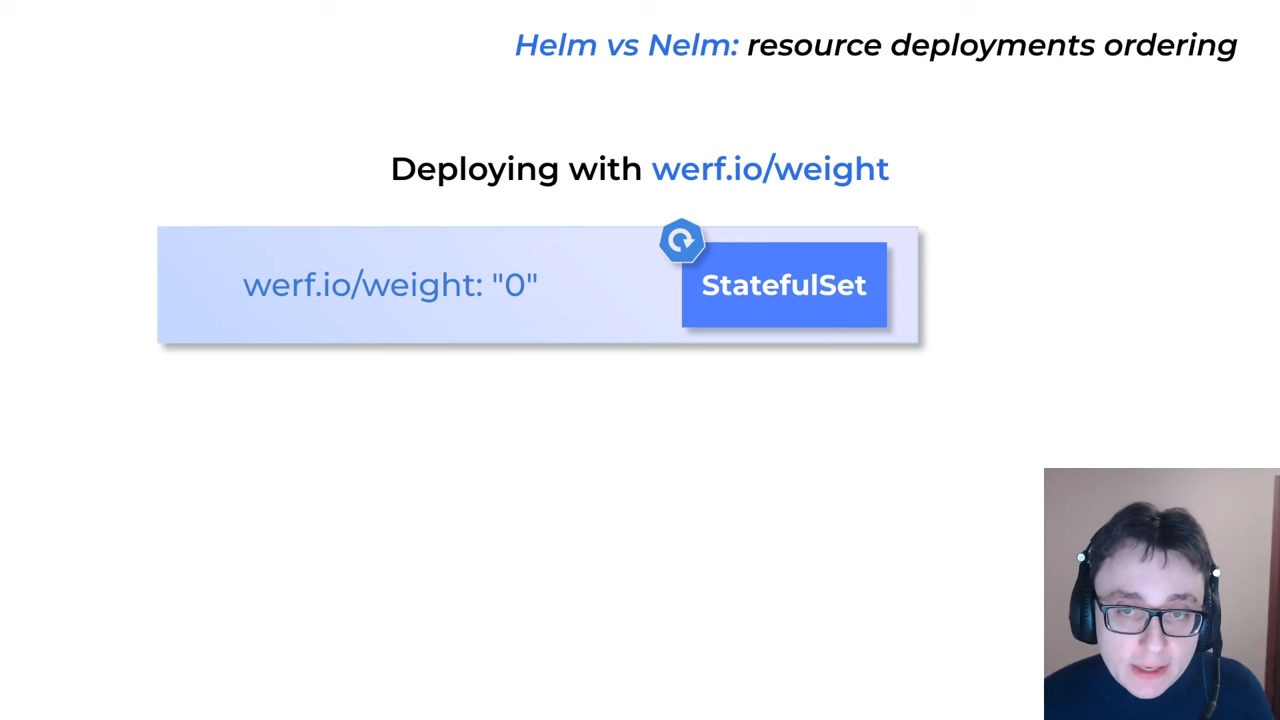 Helm vs Nelm: resource deployments ordering
Deploying with werf.io/weight
werf.io/weight: "0"
StatefulSet